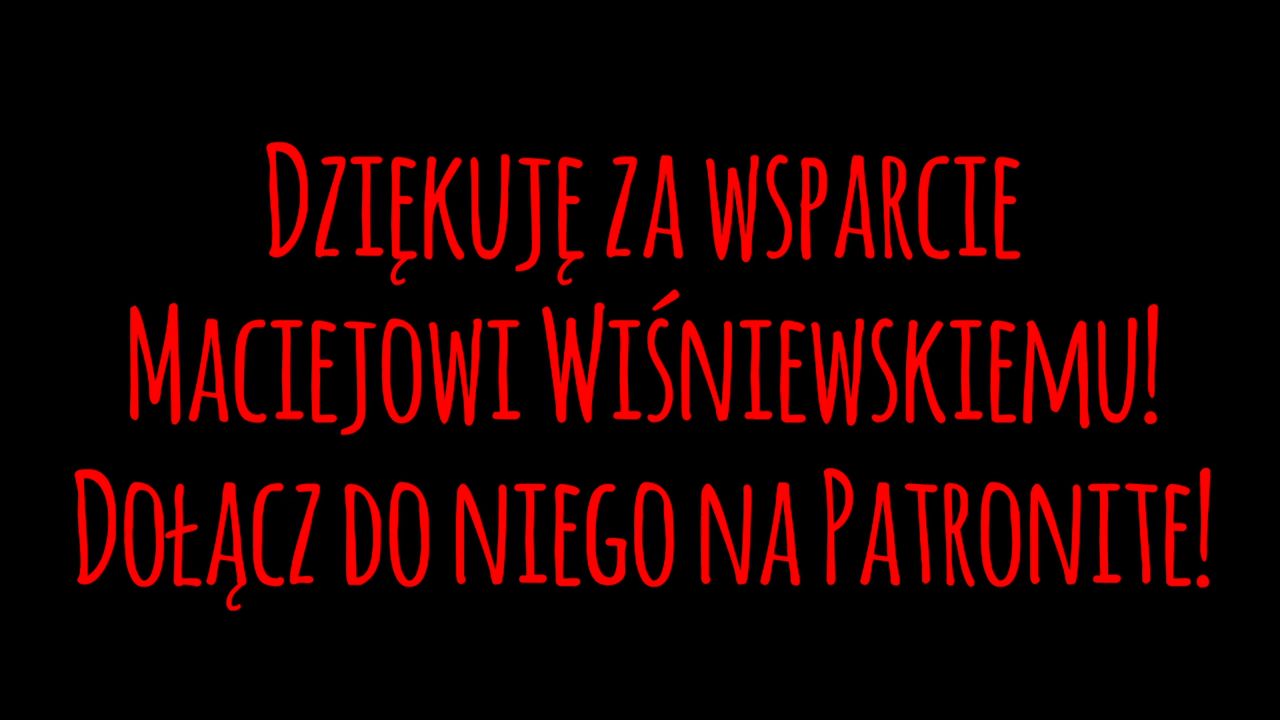 Dziękuję za wsparcie
Maciejowi Wiśniewskiemu!
Dołącz do niego na Patronite!